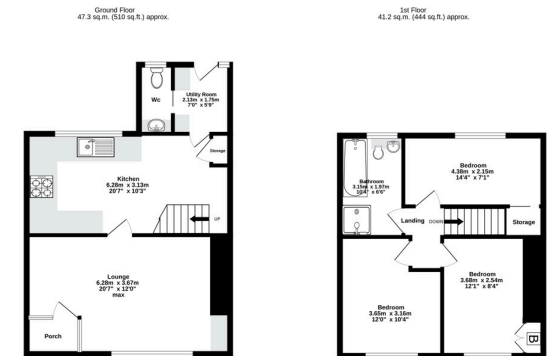 Ground Floor
47.3 sq.m. (510 sq.ft.) approx.
1st Floor
41.2 sq.m. (444 sq.ft.) approx.
Wc
Utility Room
2.13m x 1.75m
7'0" x 5'9"
Storage
Kitchen
6.28m x 3.13m
20'7" x 10'3"
UP
Lounge
6.28m x 3.67m
20'7" x 12'0"
max
Porch
Bedroom
4.38m x 2.15m
14'4" x 7'1"
Bathroom
3.15m x 1.97m
10'4" x 6'6"
Landing
DOWN
Storage
Bedroom
3.68m x 2.54m
12'1" x 8'4"
Bedroom
3.65m x 3.16m
12'0" x 10'4"
B